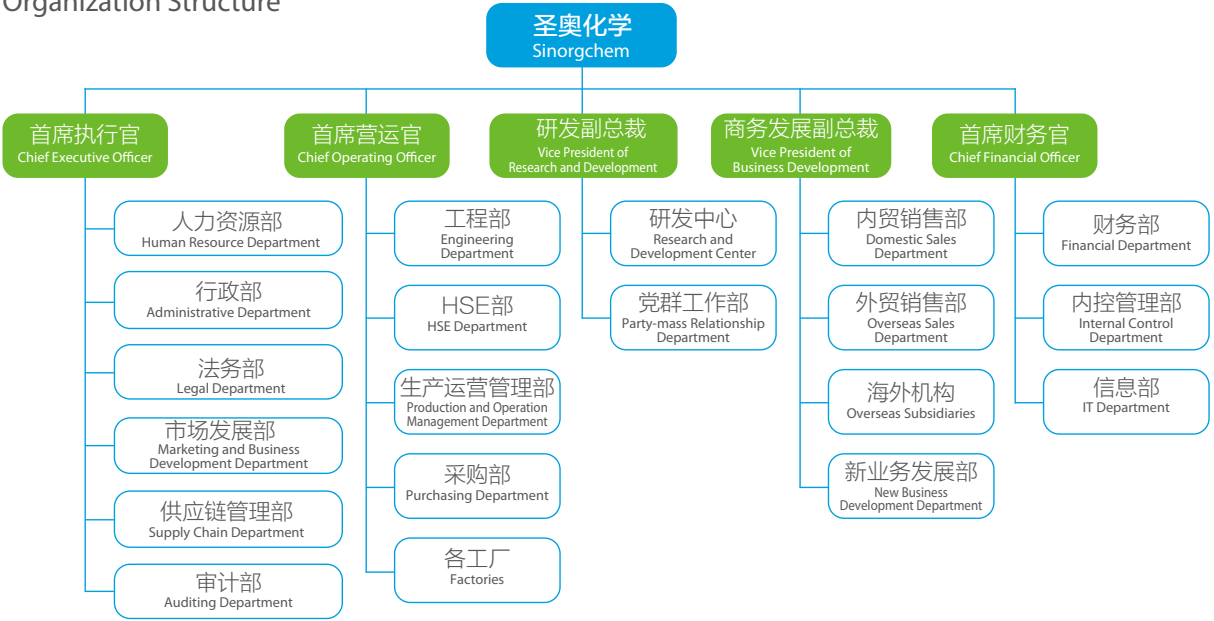 Organization Structure
圣奥化学
Sinorgchem
首席执行官
Chief Executive Officer
首席营运官
Chief Operating Officer
研发副总裁
Vice President of
Research and Development
商务发展副总裁
Vice President of
Business Development
首席财务官
Chief Financial Officer
人力资源部
Human Resource Department
行政部
Administrative Department
法务部
Legal Department
市场发展部
Marketing and Business
Development Department
供应链管理部
Supply Chain Department
审计部
Auditing Department
工程部
Engineering
Department
HSE部
HSE Department
生产运营管理部
Production and Operation
Management Department
采购部
Purchasing Department
各工厂
Factories
研发中心
Research and
Development Center
党群工作部
Party-mass Relationship
Department
内贸销售部
Domestic Sales
Department
外贸销售部
Overseas Sales
Department
海外机构
Overseas Subsidiaries
新业务发展部
New Business
Development Department
财务部
Financial Department
内控管理部
Internal Control
Department
信息部
IT Department